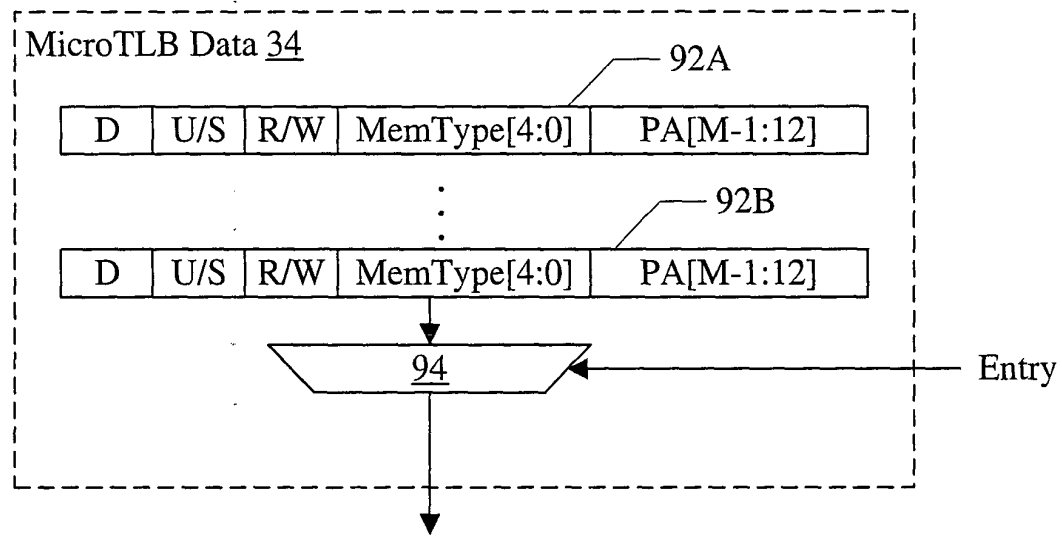 MicroTLB Data 34
92A
D U/S R/W MemType[4:0] PA[M-1:12]
92B
D U/S R/W MemType[4:0] PA[M-1:12]
94
Entry